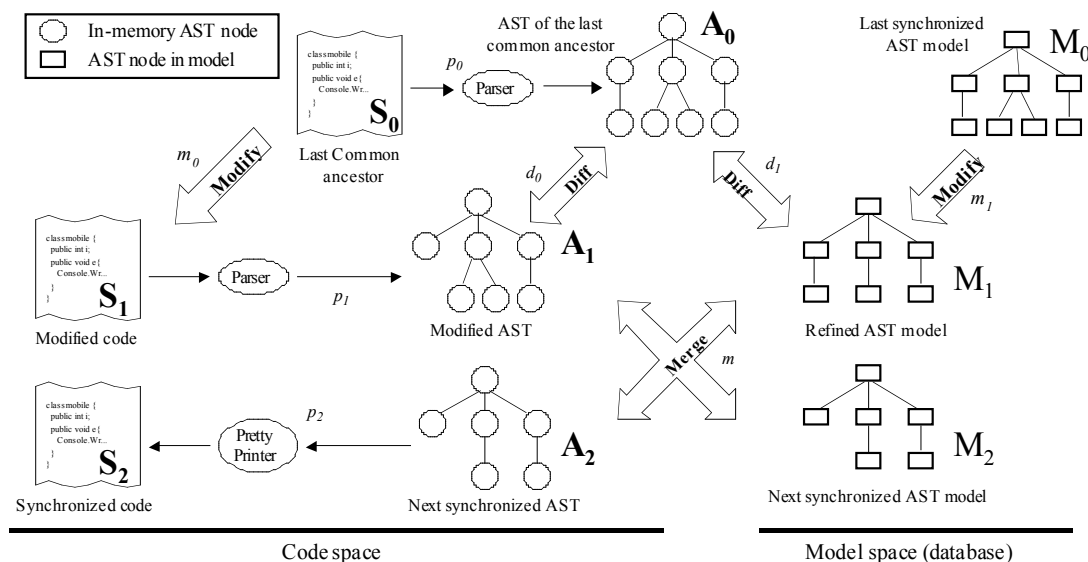 In-memory AST node
AST node in model
classmobile {
public int i;
public void e{
Console.Wr...
}
}
S0
Last Common
ancestor
p0
Parser
AST of the last
common ancestor
A0
Last synchronized
AST model
M0
m0
Modify
d0
Diff
d1
Diff
Modify
m1
classmobile {
public int i;
public void e{
Console.Wr...
}
}
S1
Modified code
Parser
p1
A1
Modified AST
M1
Refined AST model
Merge
m
classmobile {
public int i;
public void e{
Console.Wr...
}
}
S2
Synchronized code
Pretty
Printer
p2
A2
Next synchronized AST
M2
Next synchronized AST model
Code space
Model space (database)